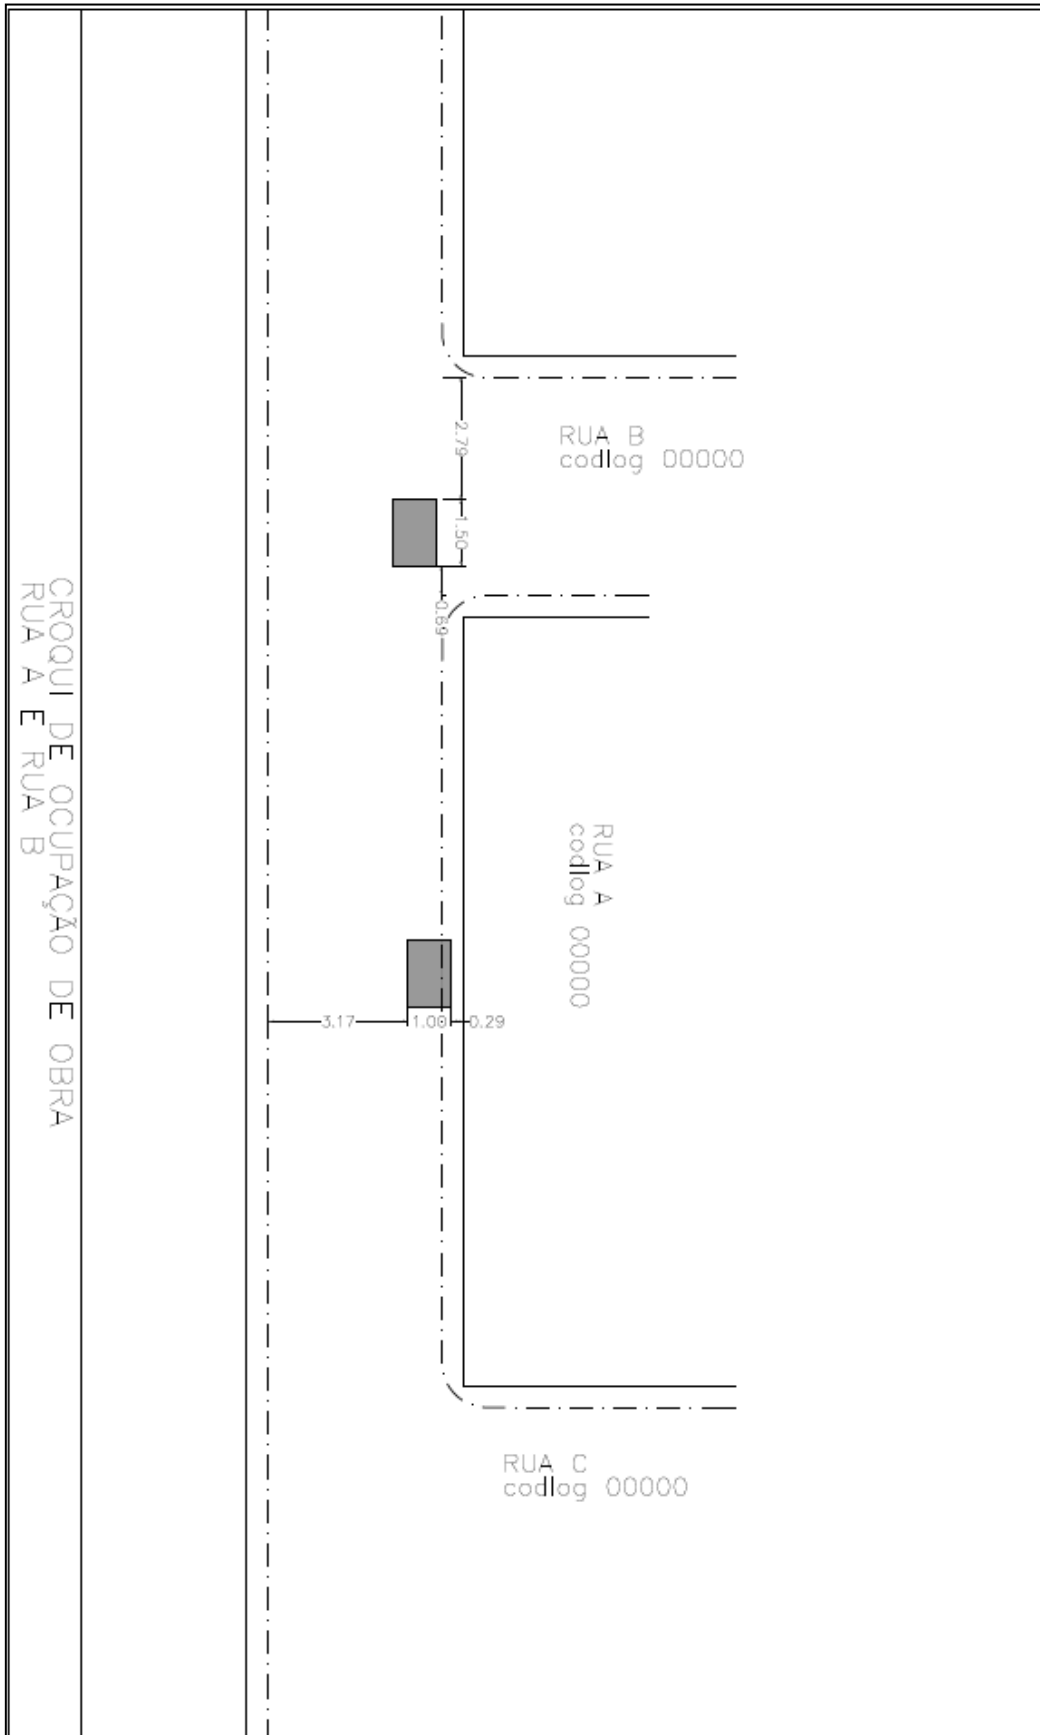 RUA B
codlog 00000
2.79
1.50
0.69
CROQUI DE OCUPAÇÃO DE OBRA
RUA A E RUA B
RUA A
codlog 00000
3.17
1.00
0.29
RUA C
codlog 00000